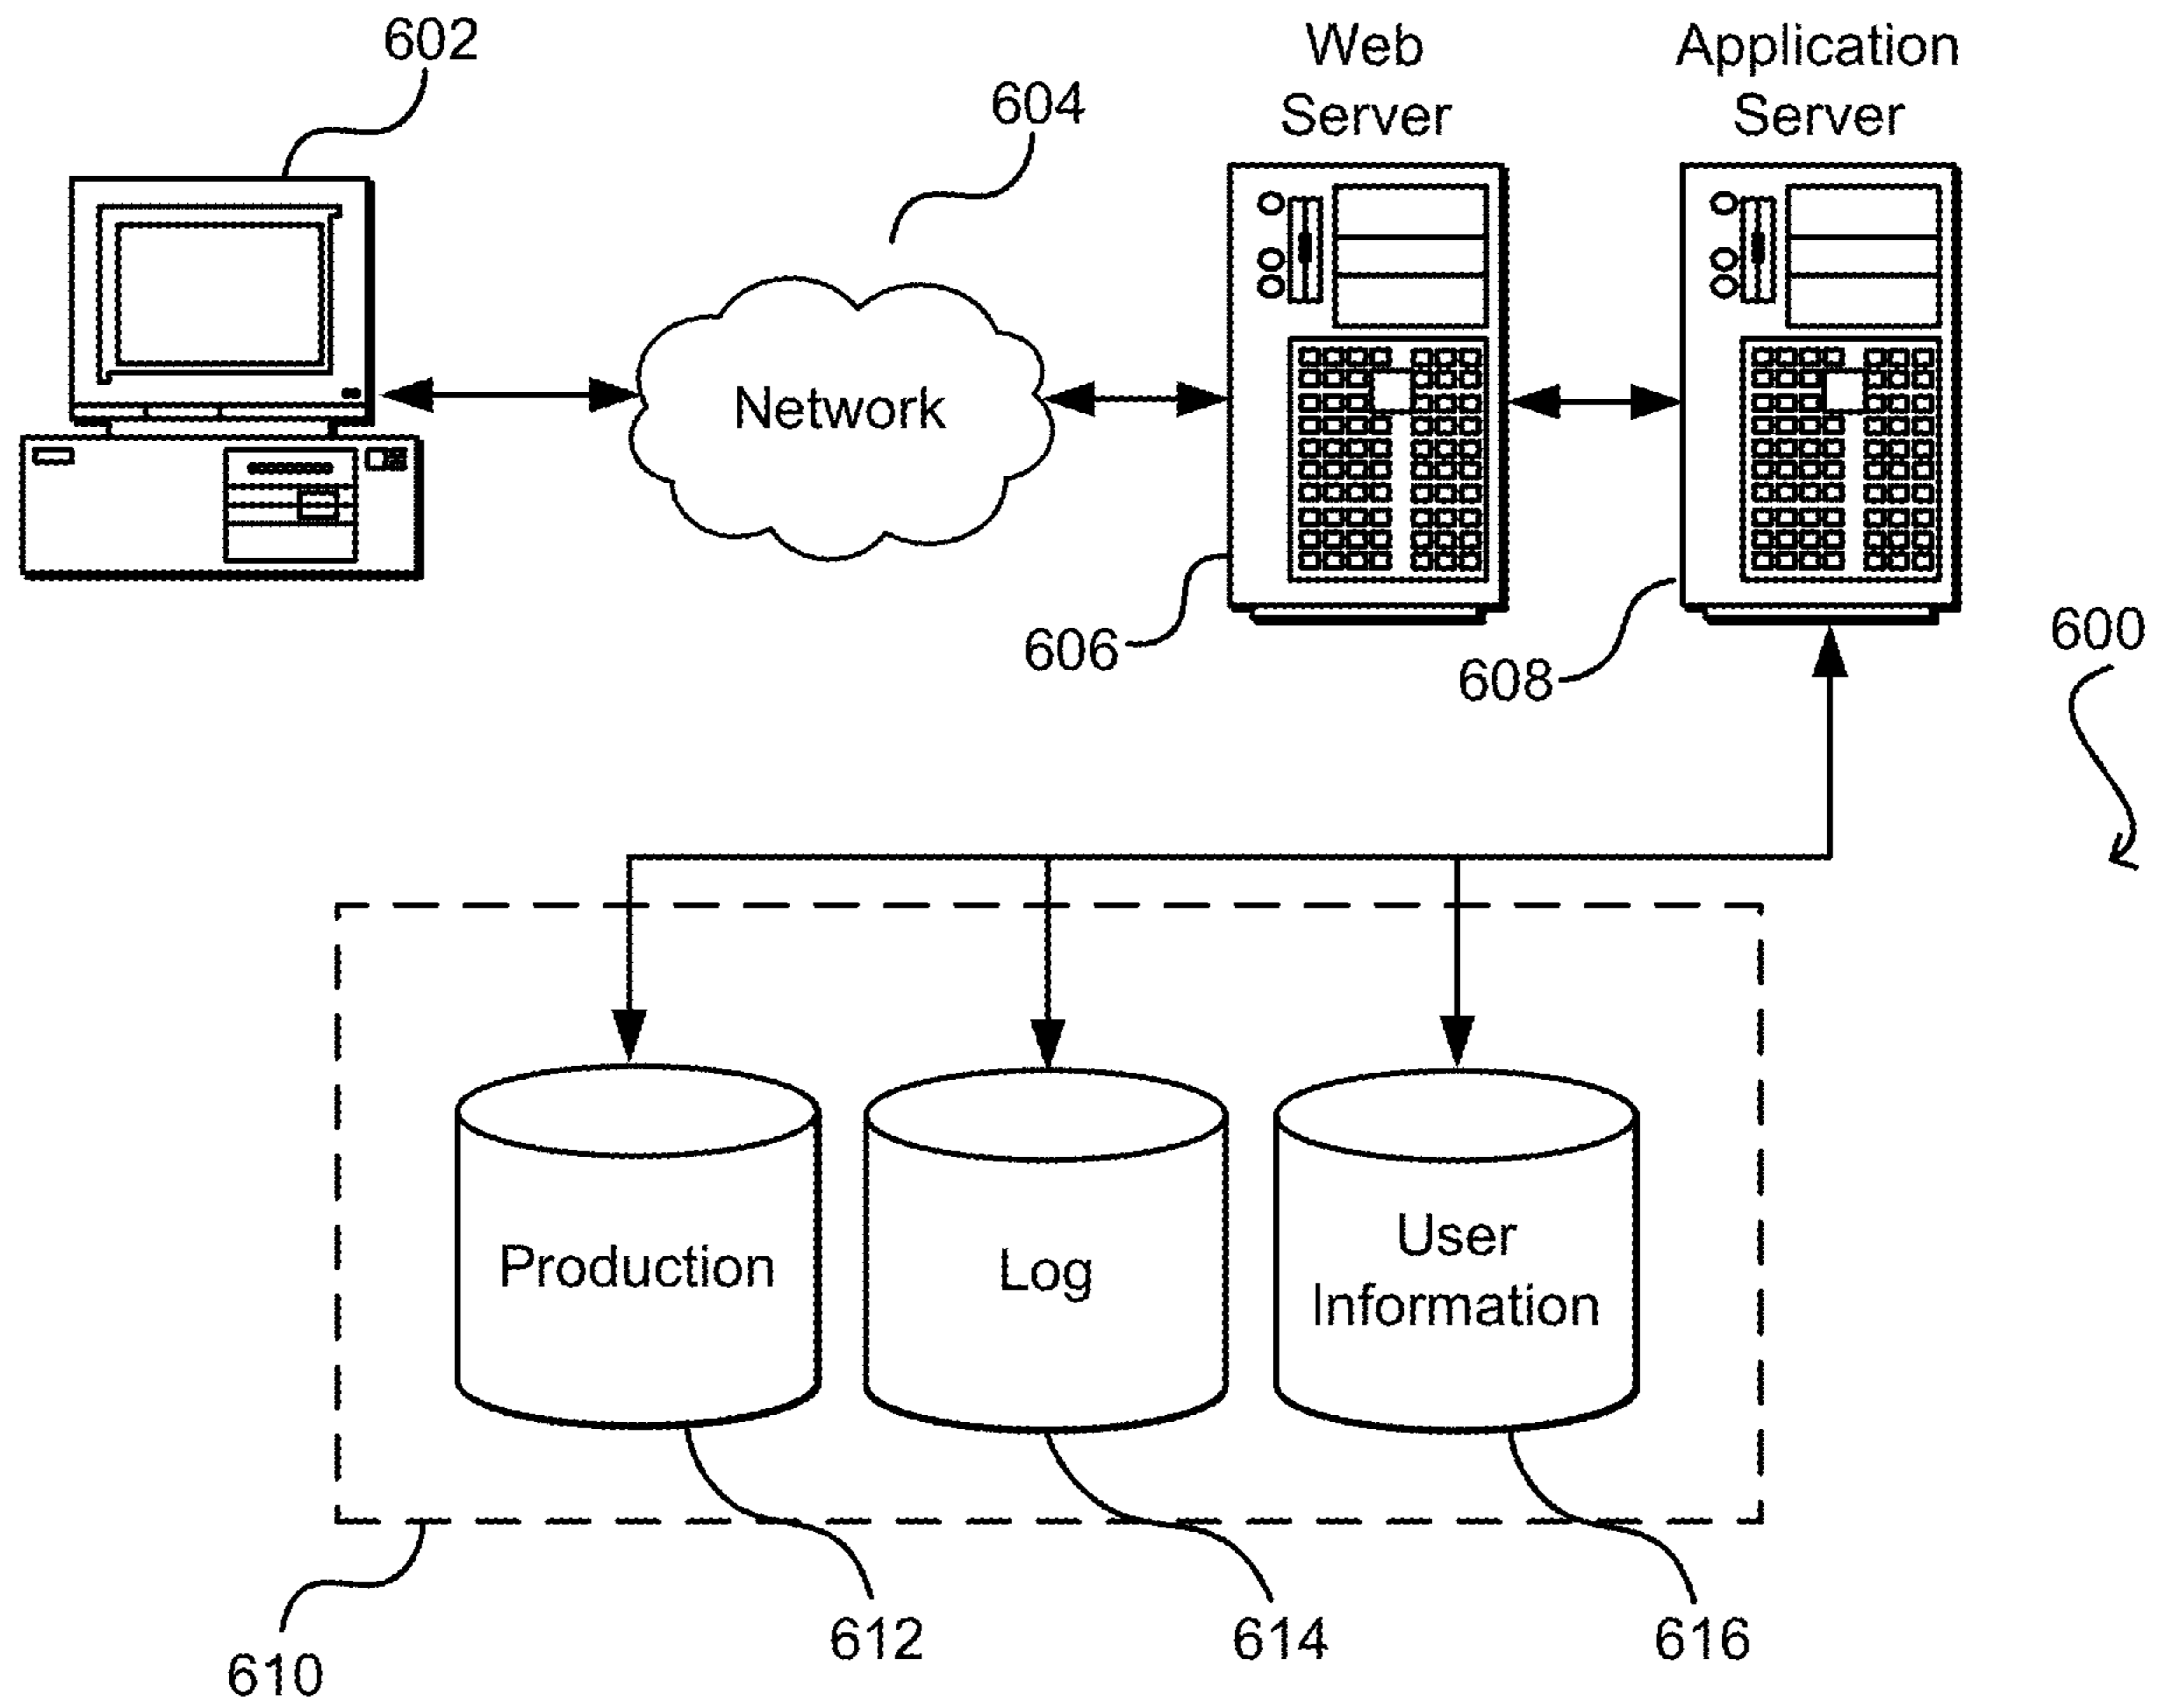 602
604
Web
Server
Application
Server
Network
606
608
600
Production
Log
User
Information
610
612
614
616